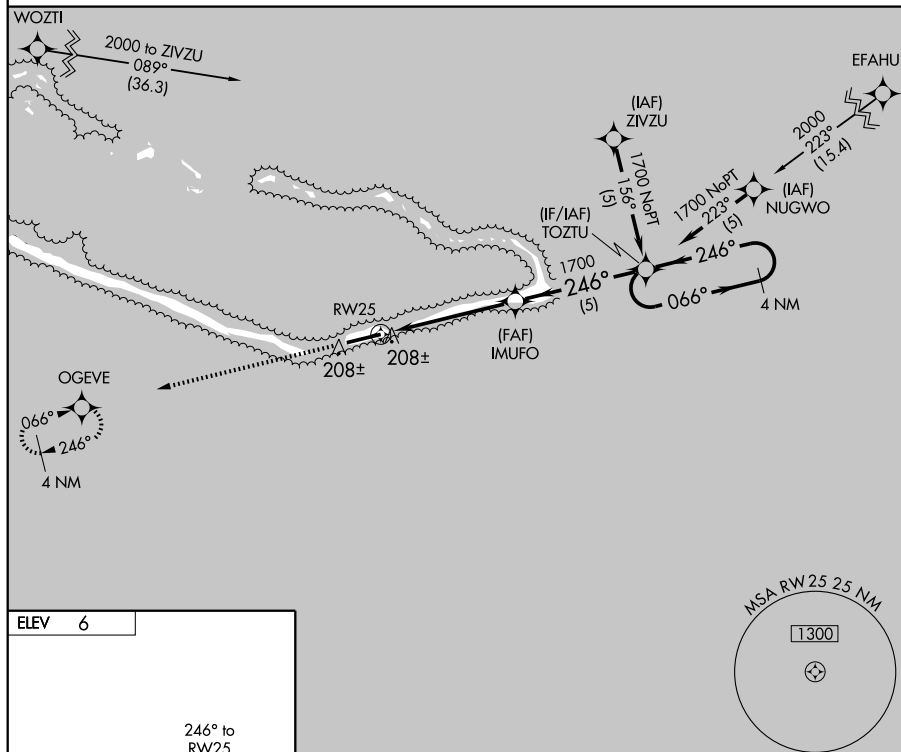 WOZTI
2000 to ZIVZU
089°
(36.3)
EFAHU
2000
223°
(15.4)
(IAF)
ZIVZU
1700 NoPT
156°
(5)
(IAF)
NUGWO
1700 NoPT
223°
(5)
(IF/IAF)
TOZTU
1700
246°
(5)
246°
066°
4 NM
RW25
(FAF)
IMUFO
208±
208±
OGEVE
066°
246°
4 NM
MSA RW25 25 NM
1300
ELEV 6
246° to
RW25